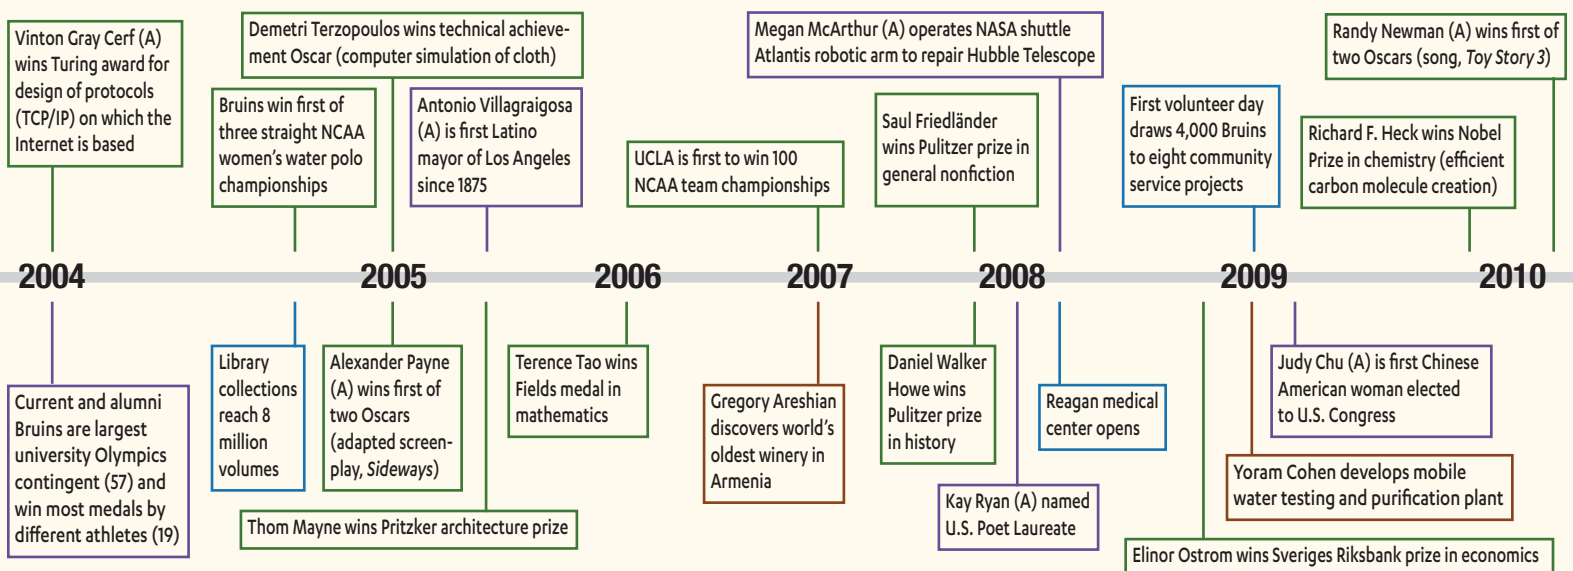 Vinton Gray Cerf (A)
wins Turing award for
design of protocols
(TCP/IP) on which the
Internet is based
Demetri Terzopoulos wins technical achieve-
ment Oscar (computer simulation of cloth)
Bruins win first of
three straight NCAA
women's water polo
championships
Antonio Villagraigosa
(A) is first Latino
mayor of Los Angeles
since 1875
UCLA is first to win 100
NCAA team championships
Megan McArthur (A) operates NASA shuttle
Atlantis robotic arm to repair Hubble Telescope
Saul Friedländer
wins Pulitzer prize in
general nonfiction
First volunteer day
draws 4,000 Bruins
to eight community
service projects
Randy Newman (A) wins first of
two Oscars (song, Toy Story 3)
Richard F. Heck wins Nobel
Prize in chemistry (efficient
carbon molecule creation)
2004
2005
2006
2007
2008
2009
2010
Current and alumni
Bruins are largest
university Olympics
contingent (57) and
win most medals by
different athletes (19)
Library
collections
reach 8
million
volumes
Alexander Payne
(A) wins first of
two Oscars
(adapted screen-
play, Sideways)
Thom Mayne wins Pritzker architecture prize
Terence Tao wins
Fields medal in
mathematics
Gregory Areshian
discovers world's
oldest winery in
Armenia
Daniel Walker
Howe wins
Pulitzer prize
in history
Kay Ryan (A) named
U.S. Poet Laureate
Reagan medical
center opens
Judy Chu (A) is first Chinese
American woman elected
to U.S. Congress
Yoram Cohen develops mobile
water testing and purification plant
Elinor Ostrom wins Sveriges Riksbank prize in economics